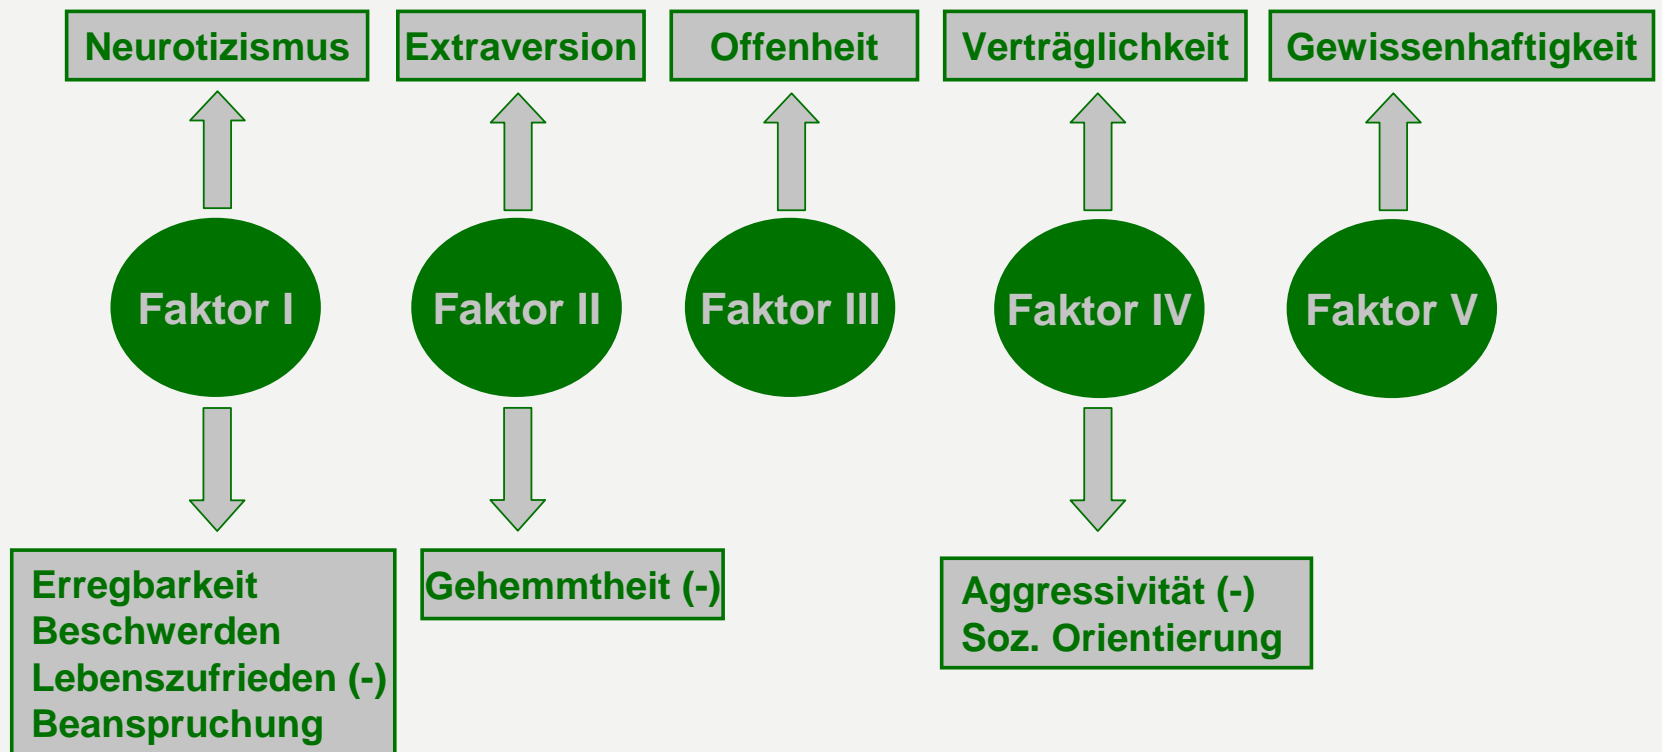 Neurotizismus
Extraversion
Offenheit
Verträglichkeit
Gewissenhaftigkeit
Faktor I
Faktor II
Faktor III
Faktor IV
Faktor V
Erregbarkeit
Beschwerden
Lebenszufrieden (-)
Beanspruchung
Gehemmtheit (-)
Aggressivität (-)
Soz. Orientierung